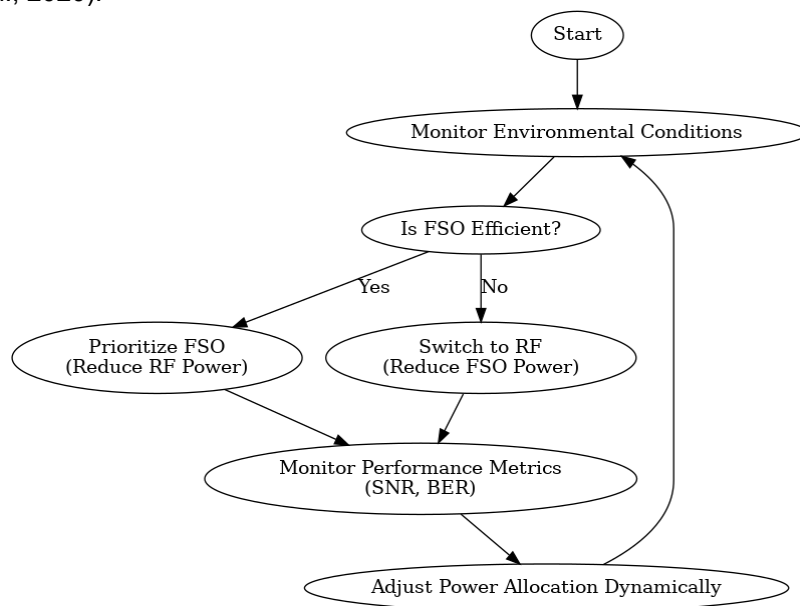 Start
Monitor Environmental Conditions
Is FSO Efficient?
Yes
No
Prioritize FSO
(Reduce RF Power)
Switch to RF
(Reduce FSO Power)
Monitor Performance Metrics
(SNR, BER)
Adjust Power Allocation Dynamically